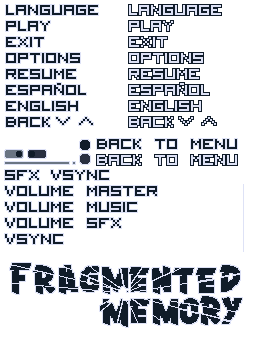 LANGUAGE LANGUAGE
PLAY PLAY
EXIT EXIT
OPTIONS OPTIONS
RESUME RESUME
ESPAÑOL ESPAÑOL
ENGLISH ENGLISH
BACK BACK
BACK TO MENU
BACK TO MENU
SFX VSYNC
VOLUME MASTER
VOLUME MUSIC
VOLUME SFX
VSYNC
FRAGMENTED
MEMORY